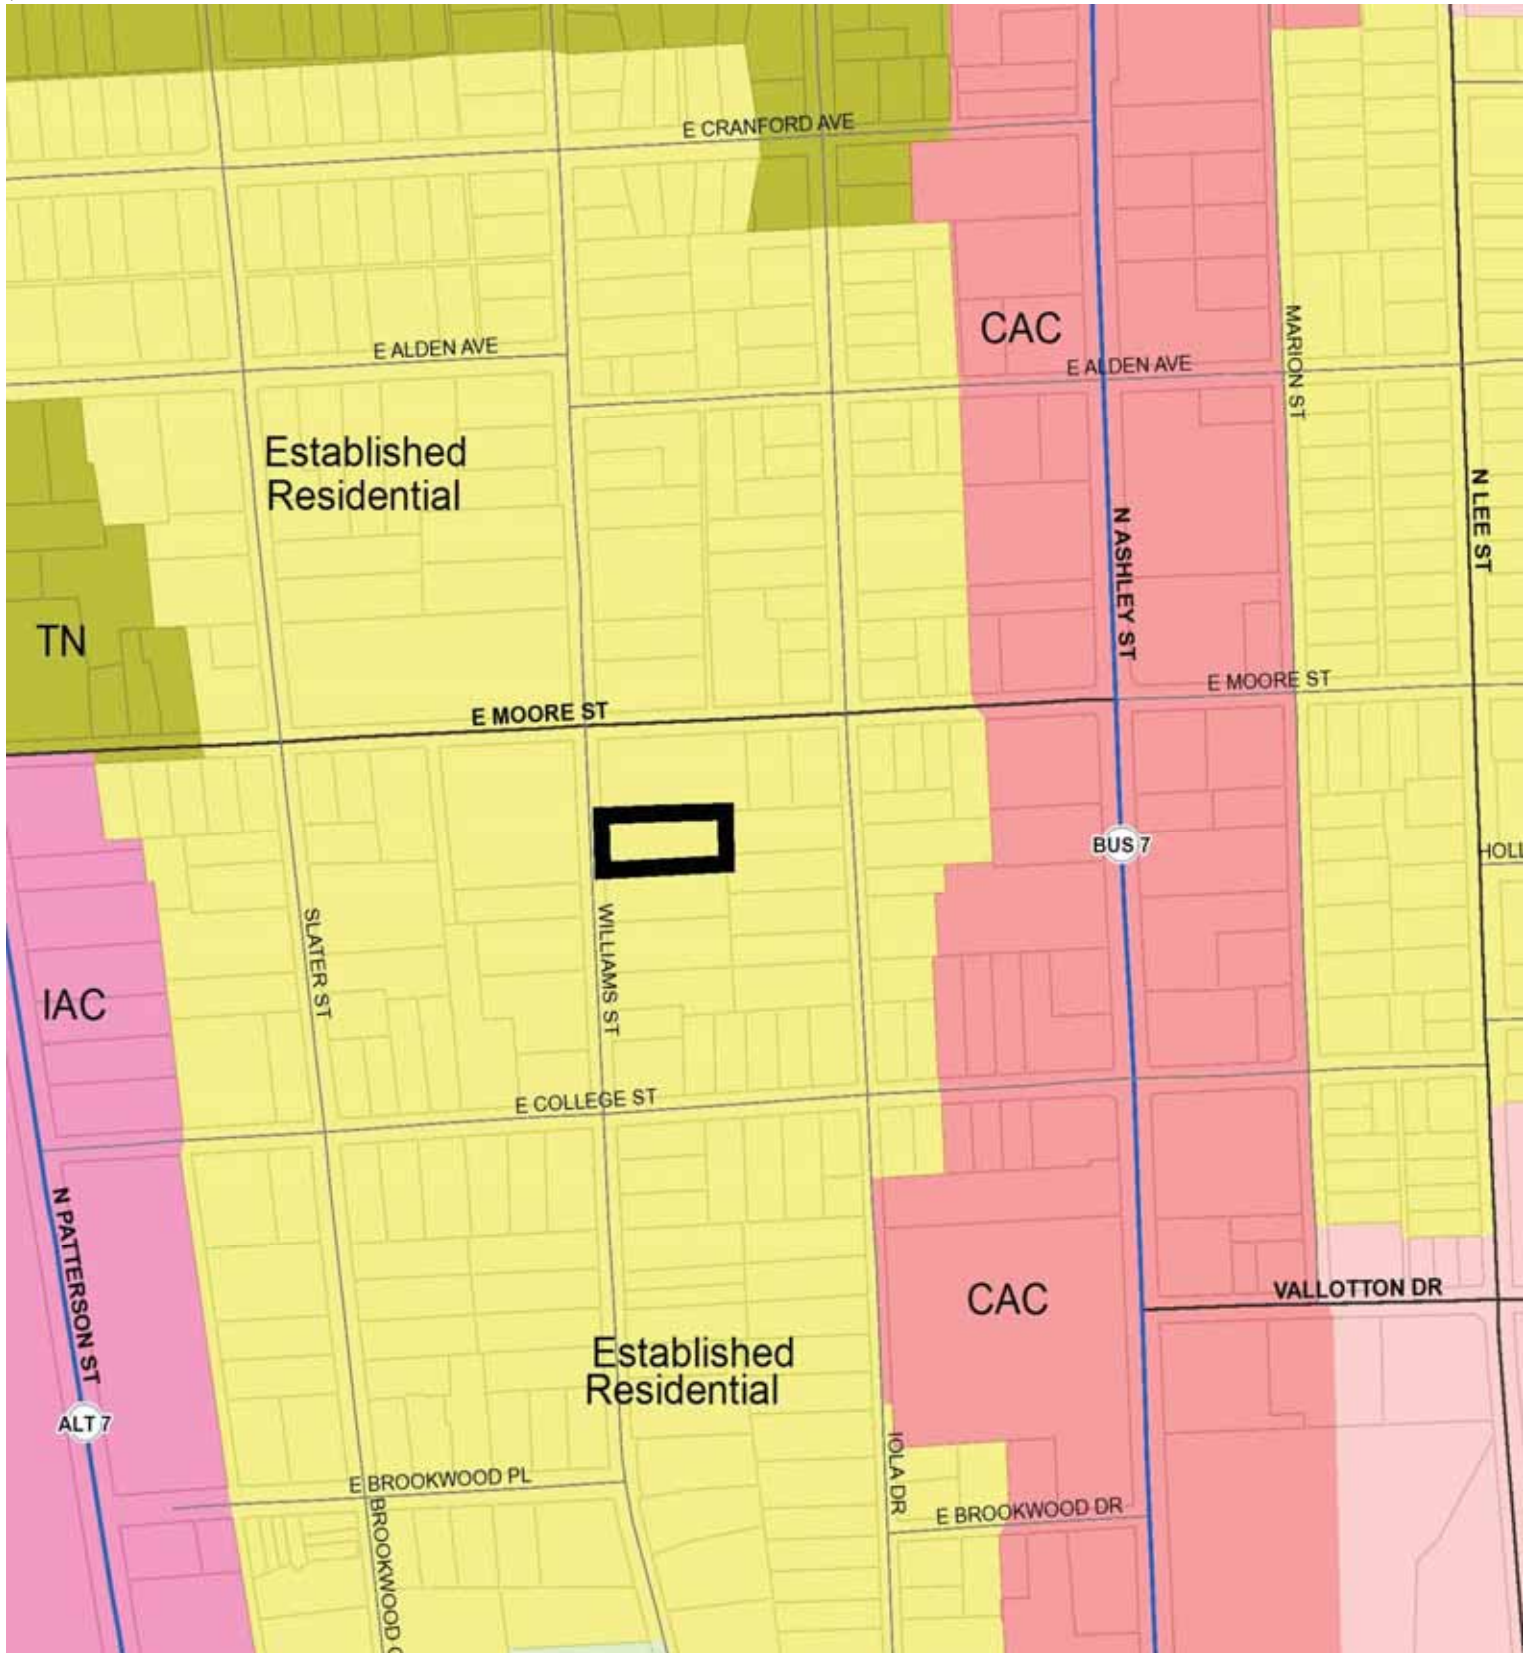 E CRANFORD AVE
CAC
E ALDEN AVE
E ALDEN AVE
MARION ST
Established
Residential
N LEE ST
N ASHLEY ST
TN
E MOORE ST
E MOORE ST
BUS 7
HOLL
SLATER ST
WILLIAMS ST
IAC
E COLLEGE ST
N PATTERSON ST
CAC
VALLOTTON DR
Established
Residential
ALT 7
IOLA DR
E BROOKWOOD PL
E BROOKWOOD DR
BROOKWOOD